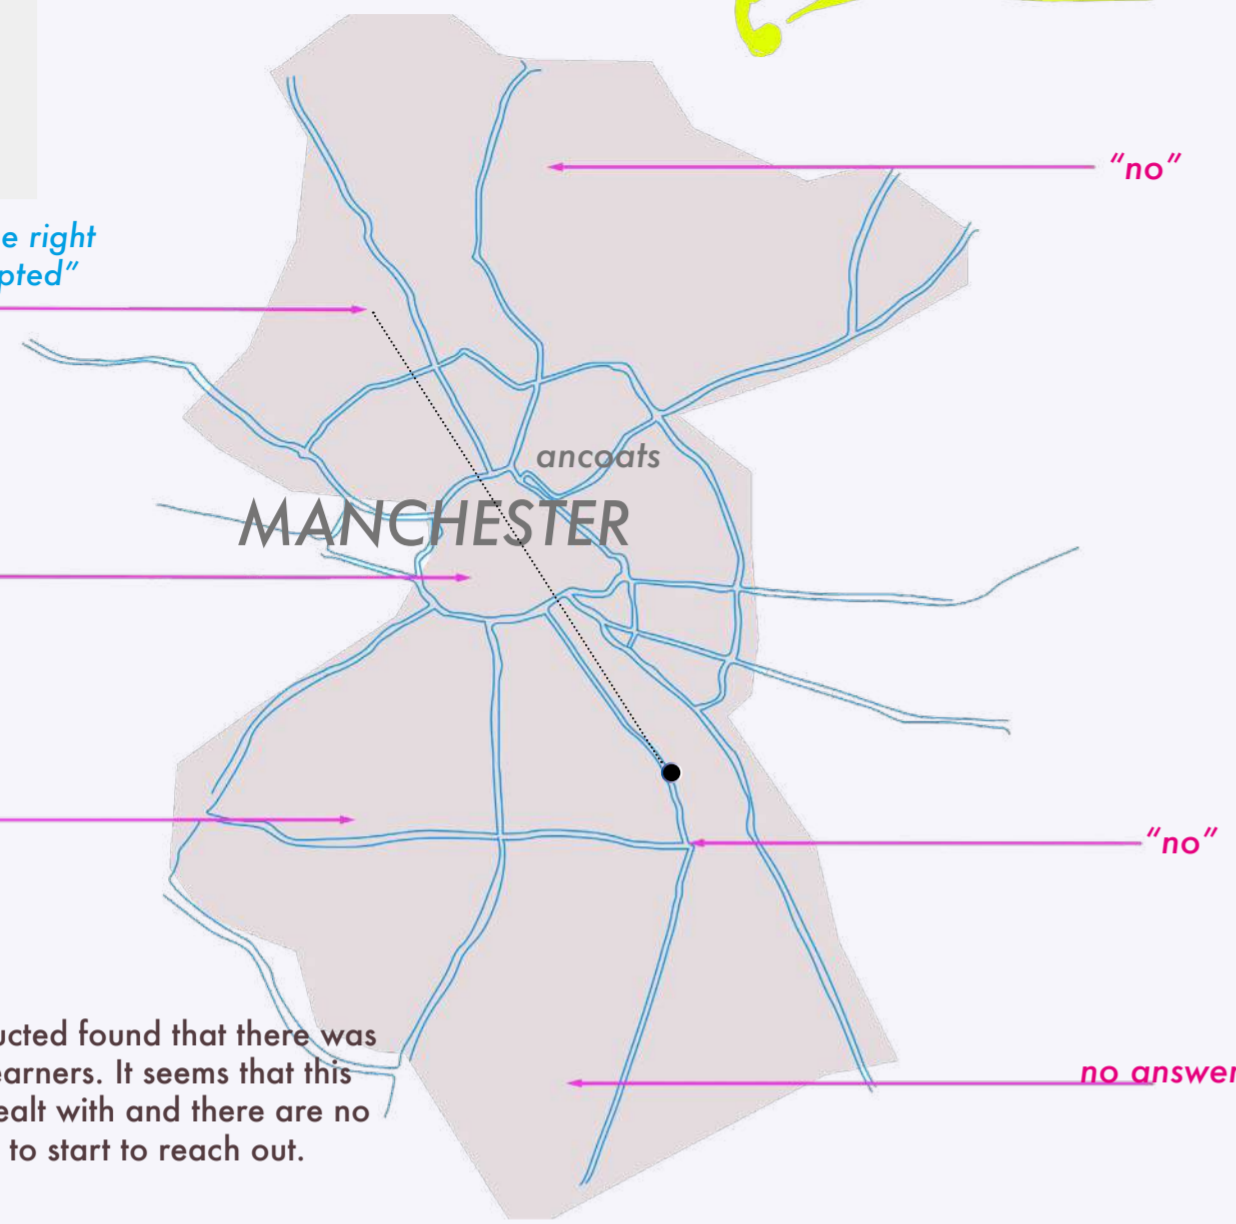 "no"
e right
pted"
ancoats
MANCHESTER
"no"
ucted found that there was
earners. It seems that this
ealt with and there are no
to start to reach out.
no answer